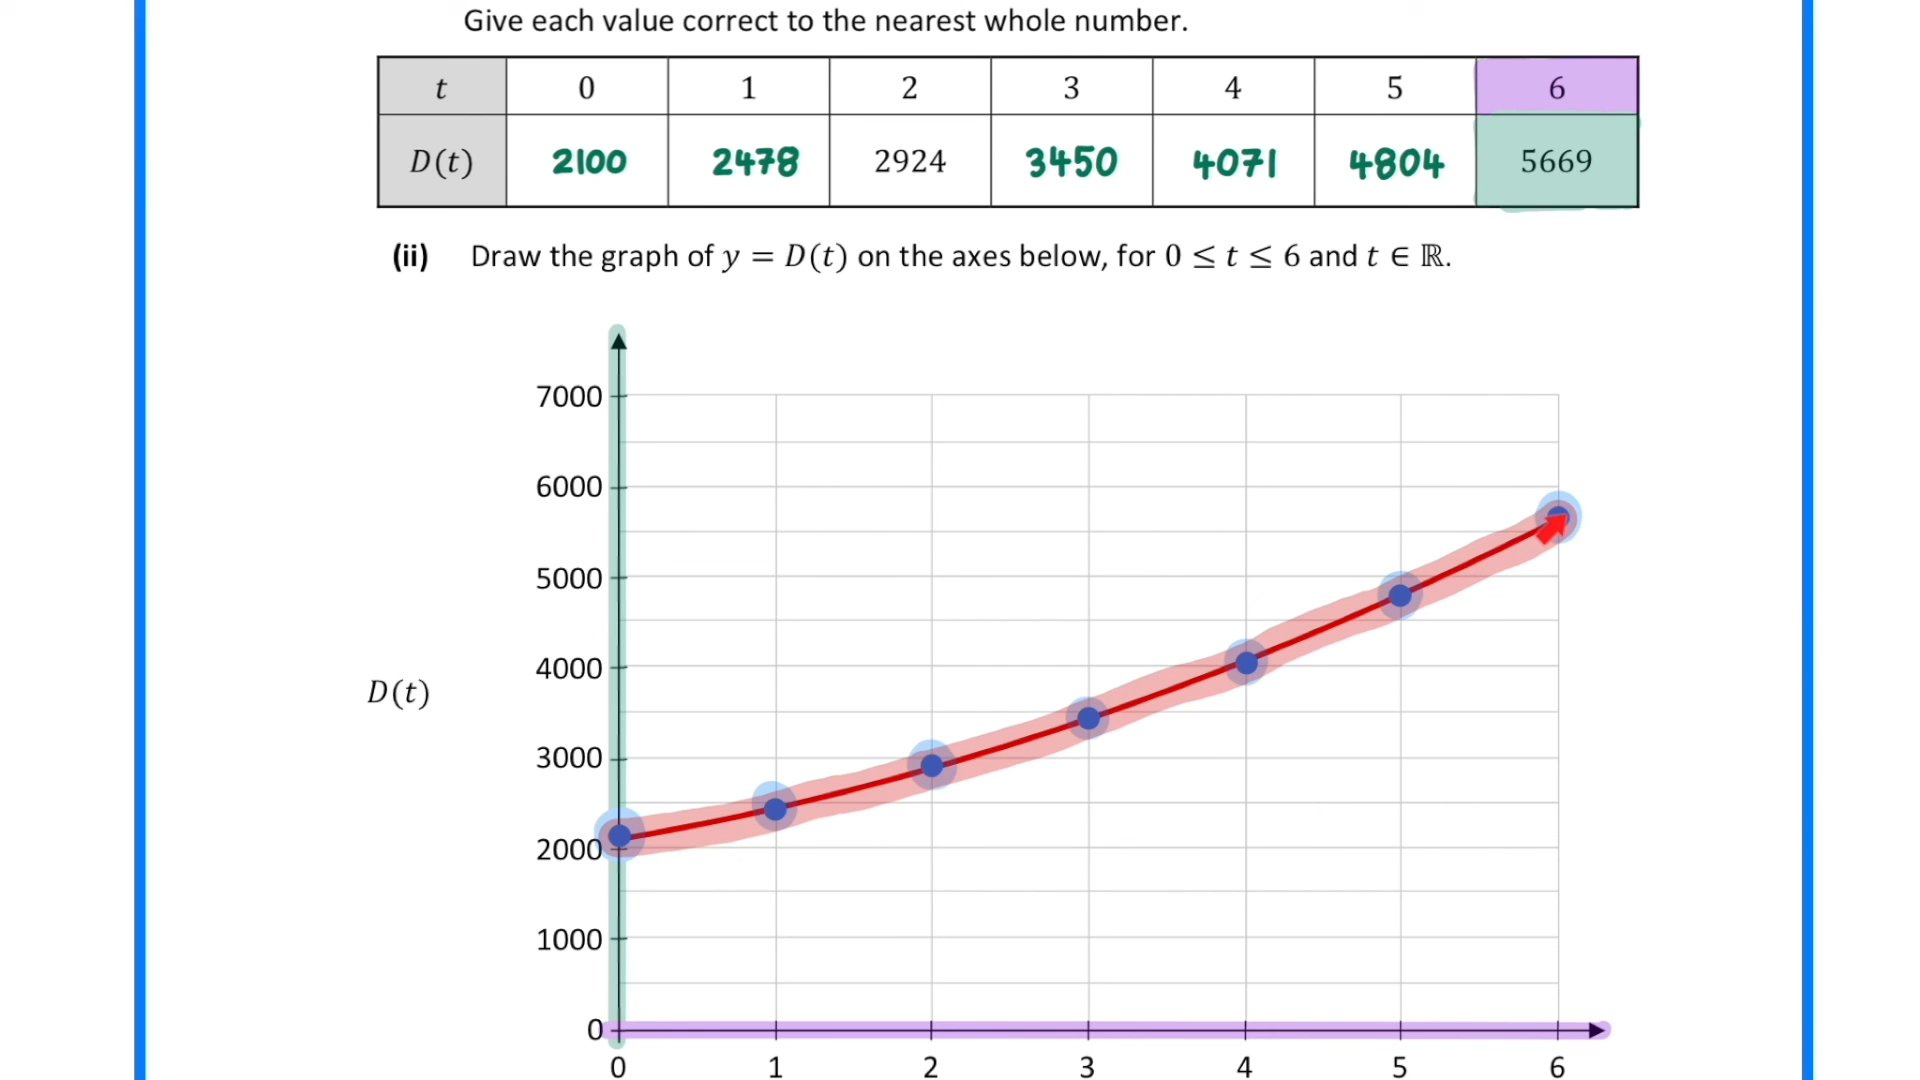 Give each value correct to the nearest whole number.
t 0 1 2 3 4 5 6
D(t) 2100 2478 2924 3450 4071 4804 5669
(ii) Draw the graph of y = D(t) on the axes below, for 0 ≤ t ≤ 6 and t ∈ ℝ.
7000
6000
5000
4000
D(t)
3000
2000
1000
0
0 1 2 3 4 5 6